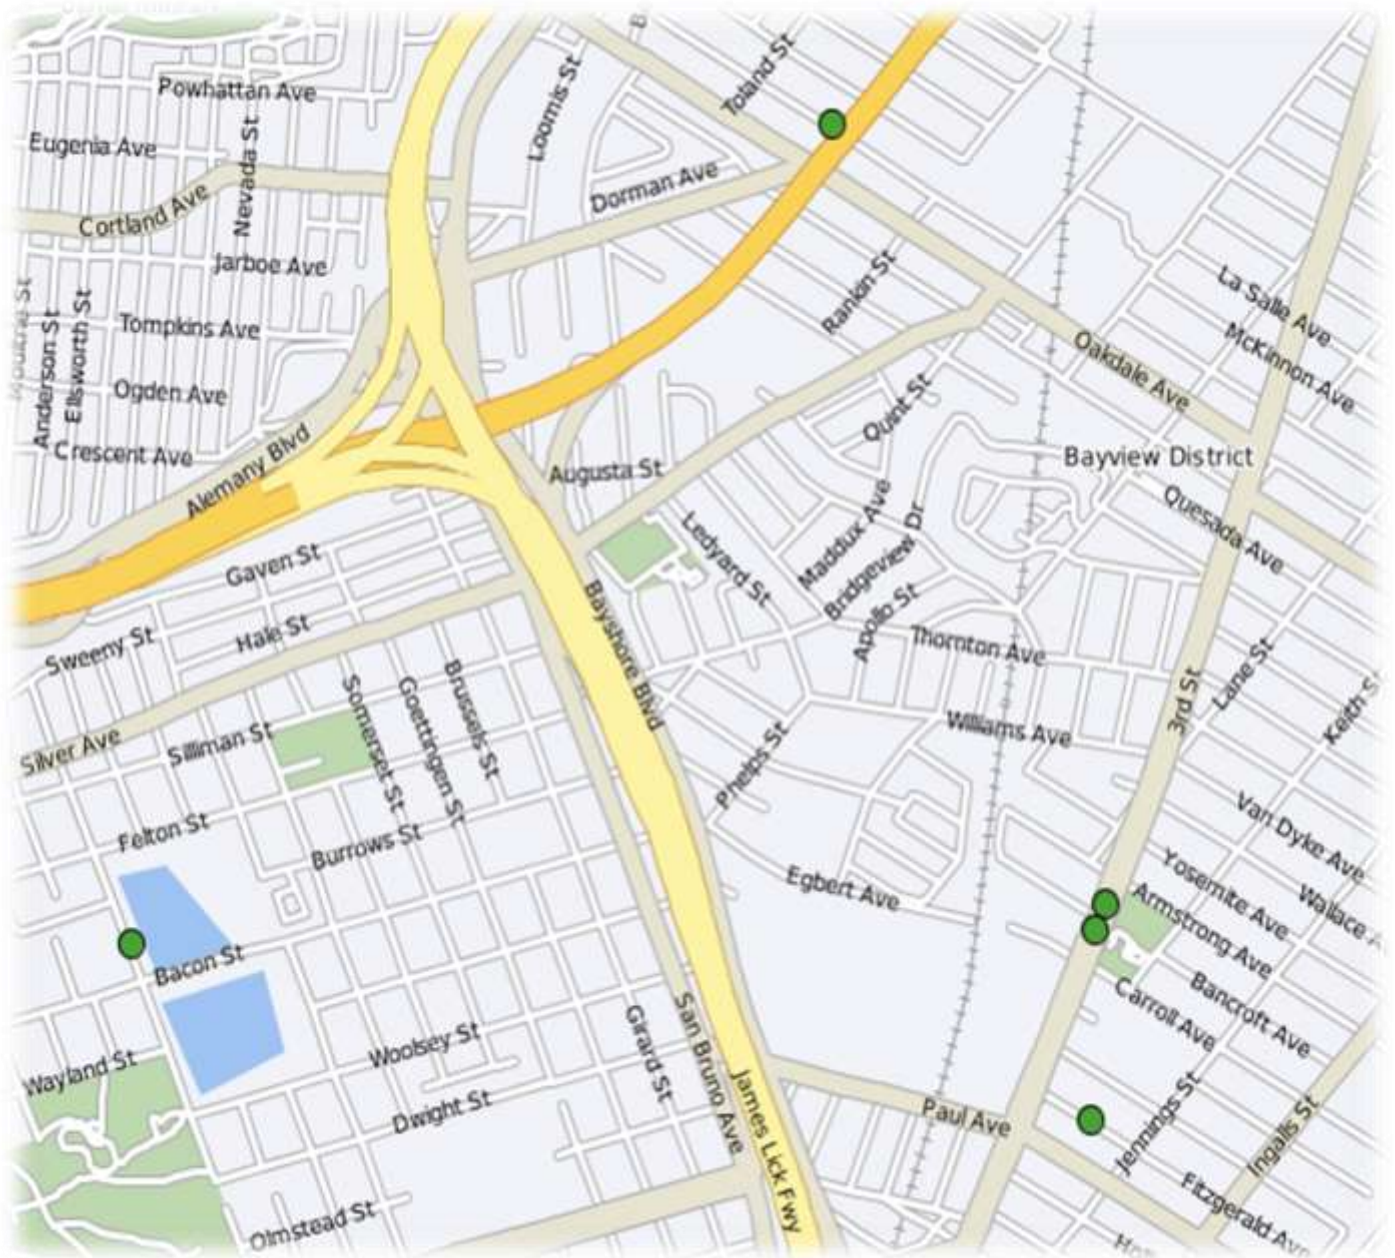 Powhattan Ave
Eugenia Ave
Nevada St
Loomis St
Toland St
Cortland Ave
Dorman Ave
Jarboe Ave
Rankin St
La Salle Ave
McKinnon Ave
Moultrie St
Anderson St
Ellsworth St
Tompkins Ave
Ogden Ave
Crescent Ave
Oakdale Ave
Quint St
Alemany Blvd
Augusta St
Bayview District
Quesada Ave
Gaven St
Ledyard St
Maddux Ave
Bridgeview Dr
Apollo St
Thornton Ave
Sweeny St
Hale St
Bayshore Blvd
Silver Ave
Silliman St
Somerset St
Goettingen St
Brussels St
Phelps St
Williams Ave
3rd St
Lane St
Keith St
Felton St
Burrows St
Egbert Ave
Van Dyke Ave
Yosemite Ave
Wallace A
Armstrong Ave
Bacon St
Bancroft Ave
Carroll Ave
Wayland St
Woolsey St
Girard St
San Bruno Ave
James Lick Fwy
Dwight St
Paul Ave
Jennings St
Ingalls St
Fitzgerald Ave
Olmstead St